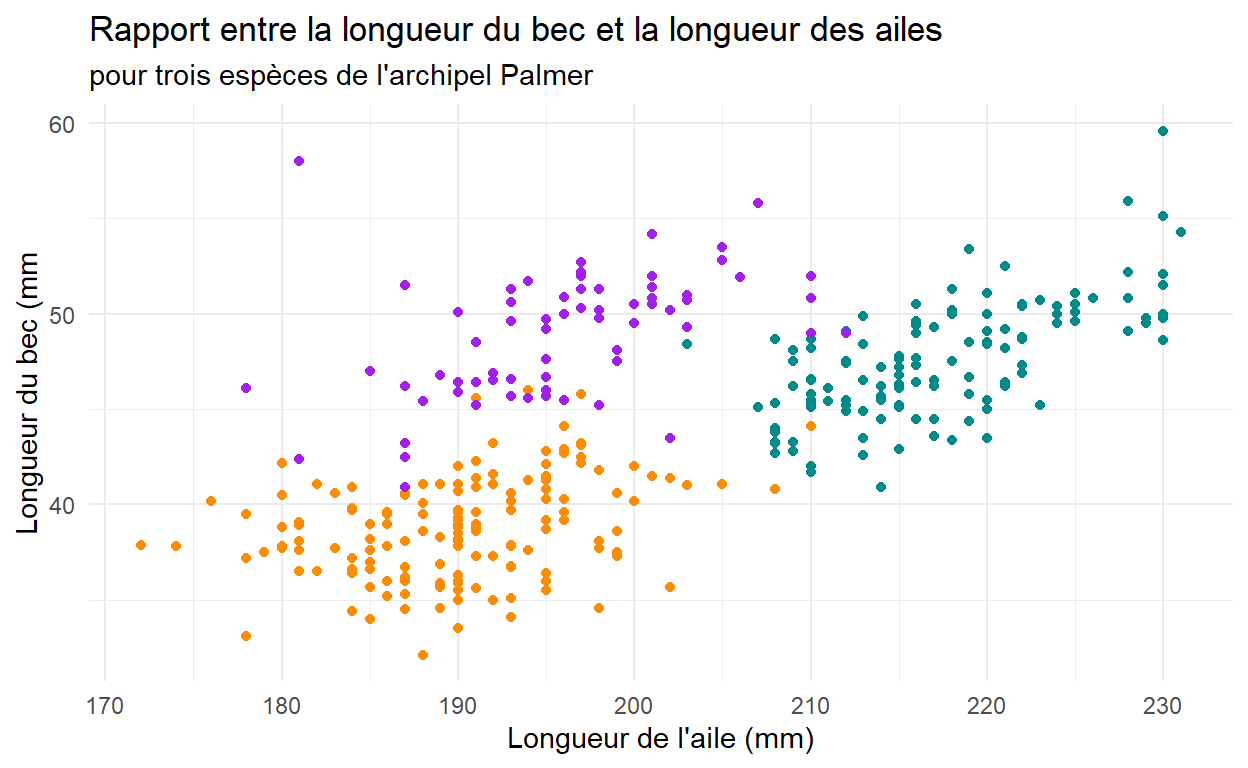 Rapport entre la longueur du bec et la longueur des ailes
pour trois espèces de l'archipel Palmer
60
50
40
Longueur du bec (mm
170 180 190 200 210 220 230
Longueur de l'aile (mm)